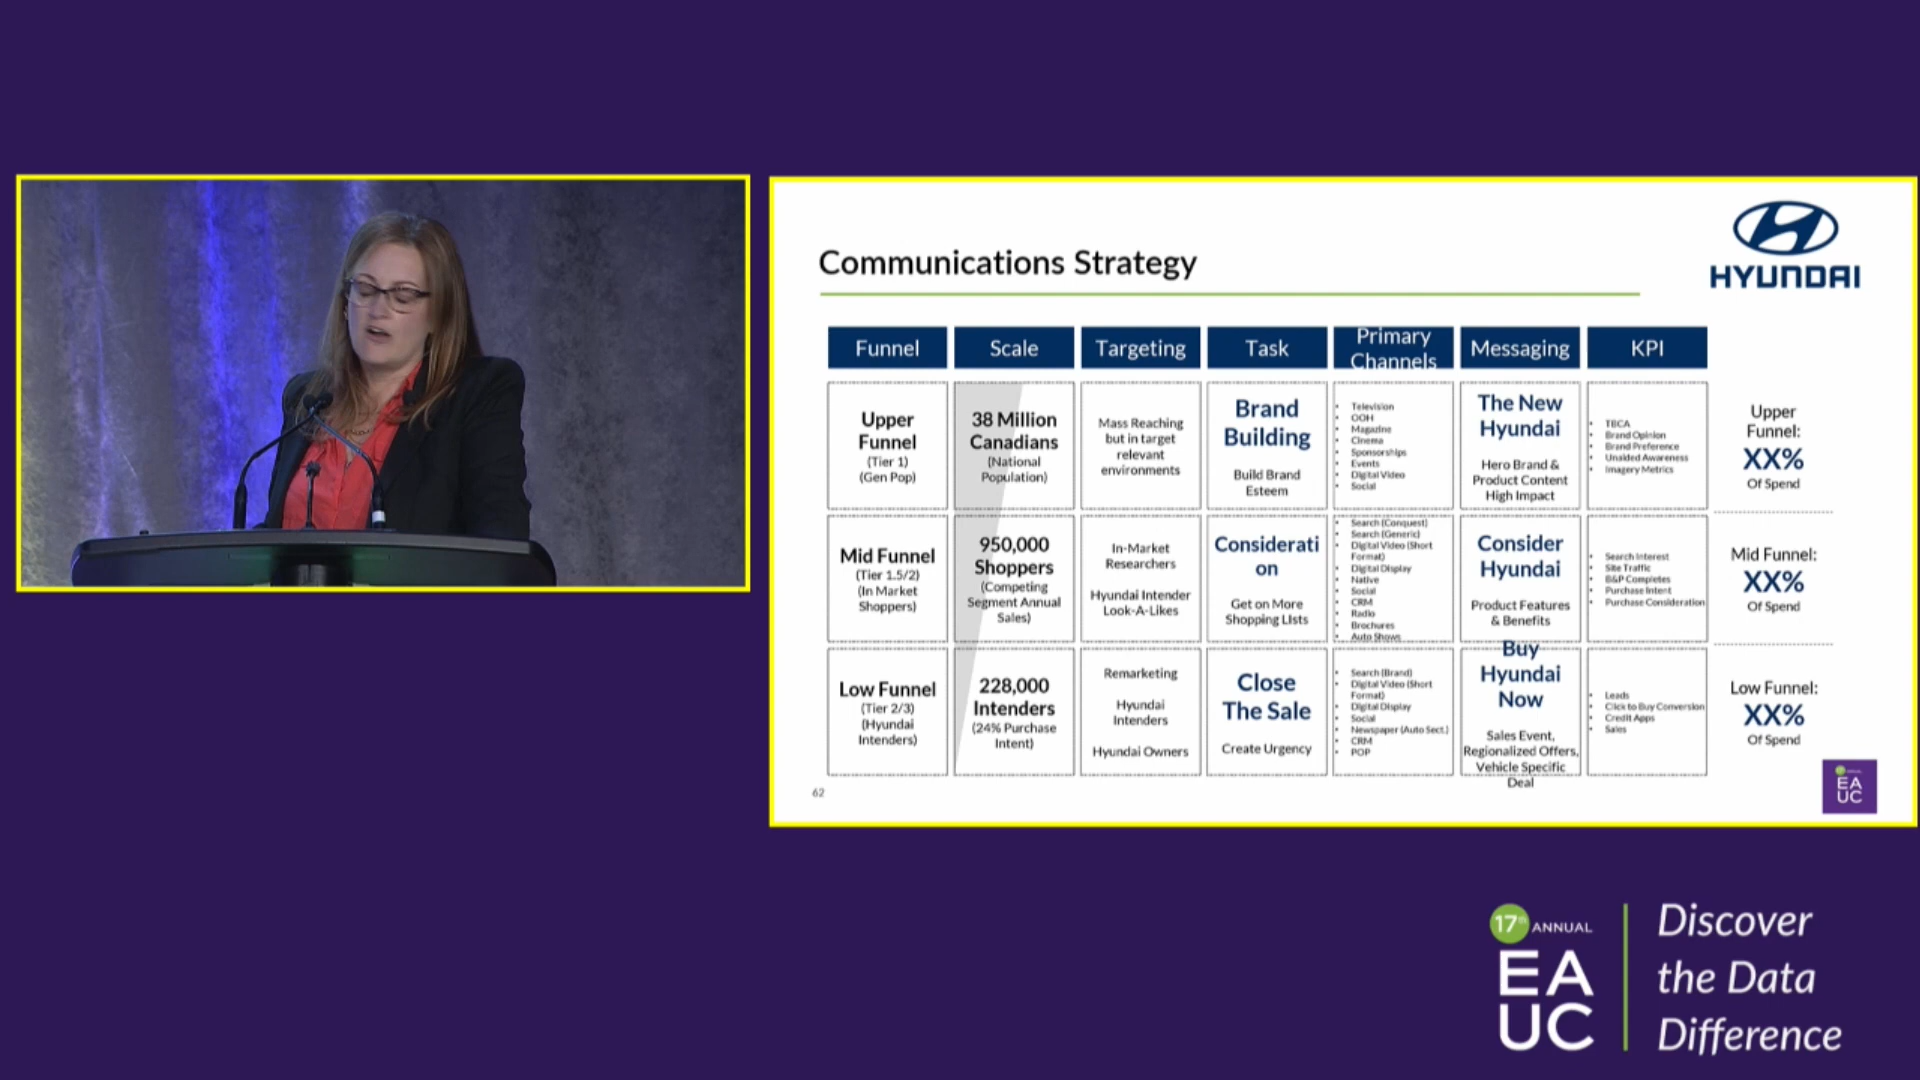 Communications Strategy
HYUNDAI
Funnel
Scale
Targeting
Task
Primary
Channels
Messaging
KPI
Upper
Funnel
(Tier 1)
(Gen Pop)
38 Million
Canadians
(National
Population)
Mass Reaching
but in target
relevant
environments
Brand
Building
Build Brand
Esteem
• Television
• OOH
• Magazine
• Cinema
• Sponsorships
• Events
• Digital Video
• Social
The New
Hyundai
Hero Brand &
Product Content
High Impact
• TBCA
• Brand Opinion
• Brand Preference
• Unaided Awareness
• Imagery Metrics
Upper
Funnel:
XX%
Of Spend
Mid Funnel
(Tier 1.5/2)
(In Market
Shoppers)
950,000
Shoppers
(Competing
Segment Annual
Sales)
In-Market
Researchers
Hyundai Intender
Look-A-Likes
Considerati
on
Get on More
Shopping LIsts
• Search (Conquest)
• Search (Generic)
• Digital Video (Short
Format)
• Digital Display
• Native
• Social
• CRM
• Radio
• Brochures
• Auto Shows
Consider
Hyundai
Product Features
& Benefits
• Search Interest
• Site Traffic
• B&P Completes
• Purchase Intent
• Purchase Consideration
Mid Funnel:
XX%
Of Spend
Low Funnel
(Tier 2/3)
(Hyundai
Intenders)
228,000
Intenders
(24% Purchase
Intent)
Remarketing
Hyundai
Intenders
Hyundai Owners
Close
The Sale
Create Urgency
• Search (Brand)
• Digital Video (Short
Format)
• Digital Display
• Social
• Newspaper (Auto Sect.)
• CRM
• POP
Buy
Hyundai
Now
Sales Event,
Regionalized Offers,
Vehicle Specific
Deal
• Leads
• Click to Buy Conversion
• Credit Apps
• Sales
Low Funnel:
XX%
Of Spend
62
EA
UC
17th ANNUAL
EA
UC
Discover
the Data
Difference